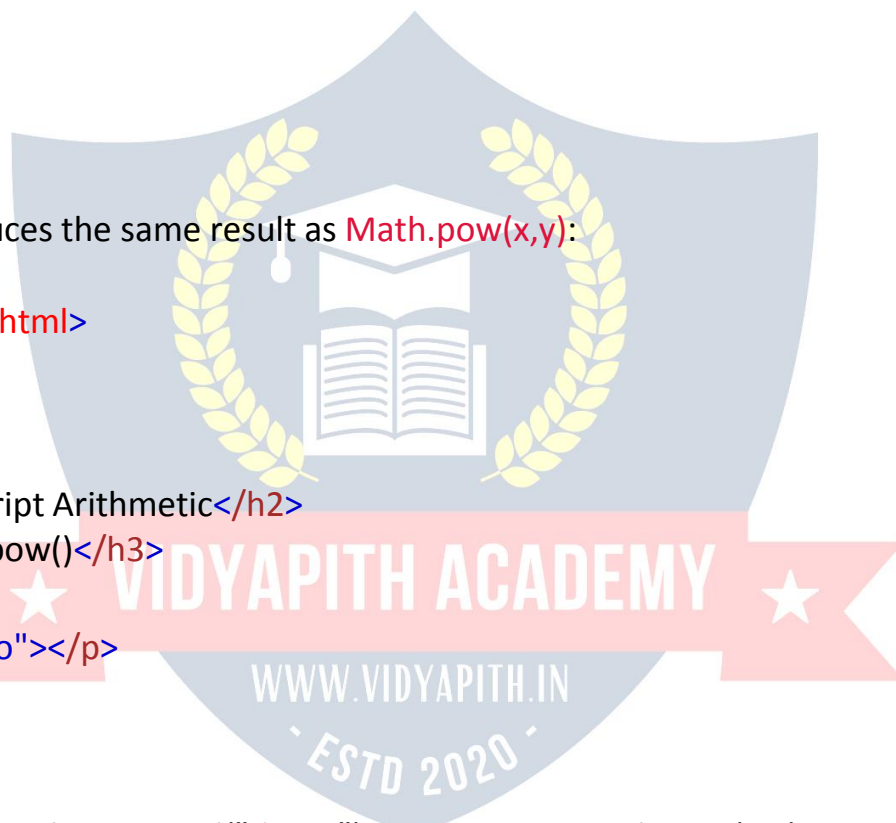 uces the same result as Math.pow(x,y):
html>
ript Arithmetic</h2>
pow()</h3>
VIDYAPITH ACADEMY
o"></p>
WWW.VIDYAPITH.IN
- ESTD 2020 -